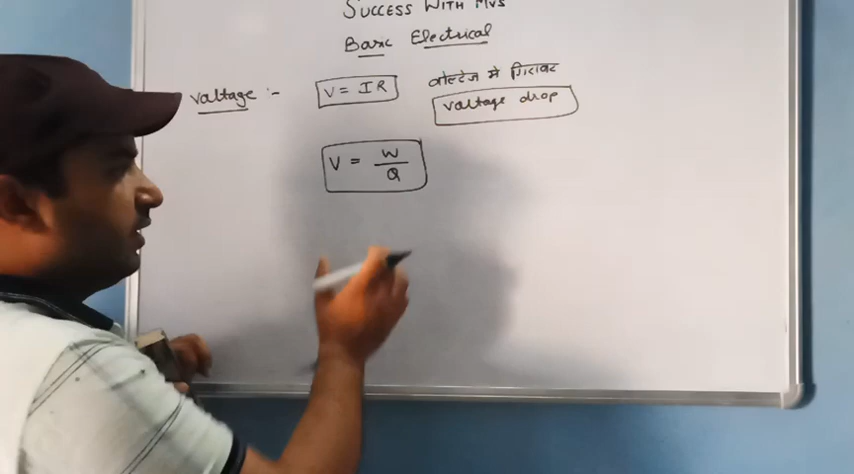 SUCCESS WITH MVS
Basic Electrical
Voltage :- V = IR वोल्टेज में गिरावट
voltage drop
V = W/Q